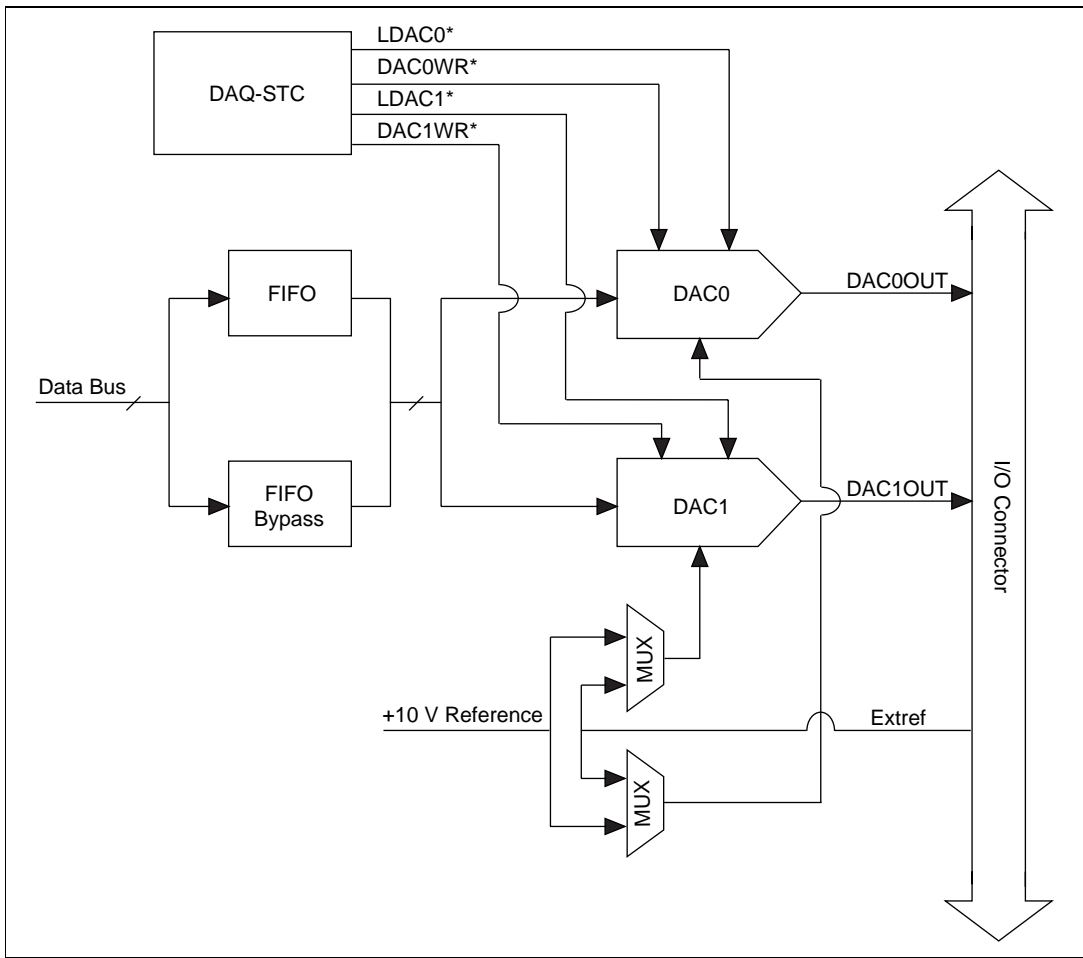 LDAC0*
DAC0WR*
LDAC1*
DAC1WR*
DAQ-STC
FIFO
DAC0
DAC0OUT
Data Bus
FIFO
Bypass
DAC1
DAC1OUT
I/O Connector
MUX
+10 V Reference
Extref
MUX